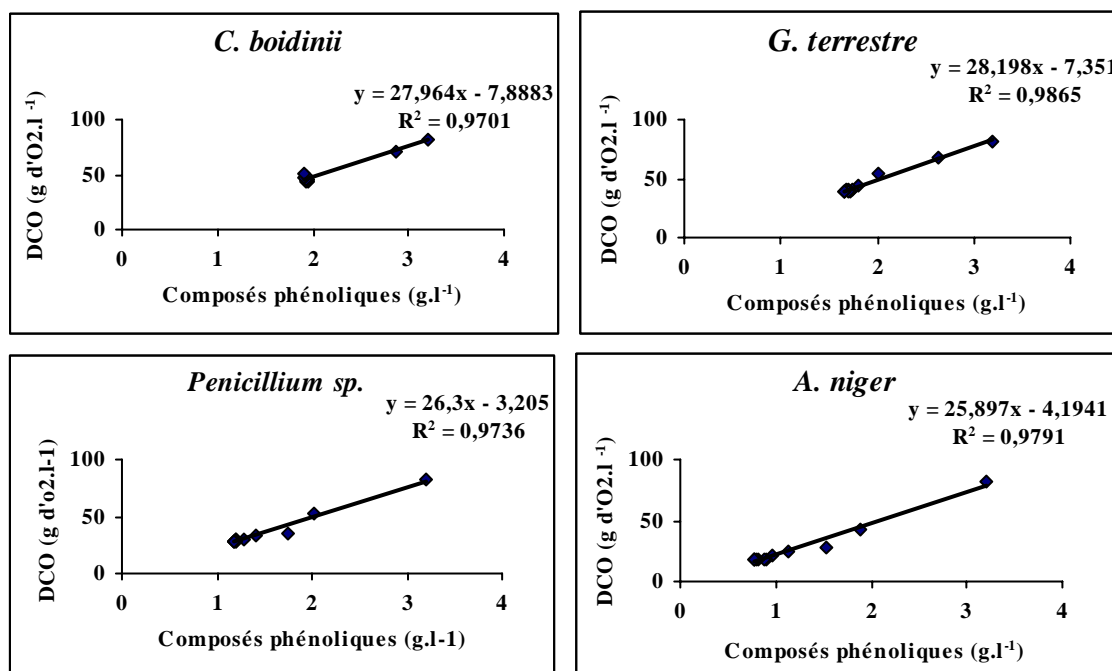 C. boidinii
y = 27,964x - 7,8883
R² = 0,9701
DCO (g d'O2.l ⁻¹)
100
50
0
0 1 2 3 4
Composés phénoliques (g.l⁻¹)
G. terrestre
y = 28,198x - 7,351
R² = 0,9865
DCO (g d'O2.l ⁻¹)
100
50
0
0 1 2 3 4
Composés phénoliques (g.l⁻¹)
Penicillium sp.
y = 26,3x - 3,205
R² = 0,9736
DCO (g d'o2.l-1)
100
50
0
0 1 2 3 4
Composés phénoliques (g.l-1)
A. niger
y = 25,897x - 4,1941
R² = 0,9791
DCO (g d'O2.l ⁻¹)
100
50
0
0 1 2 3 4
Composés phénoliques (g.l⁻¹)